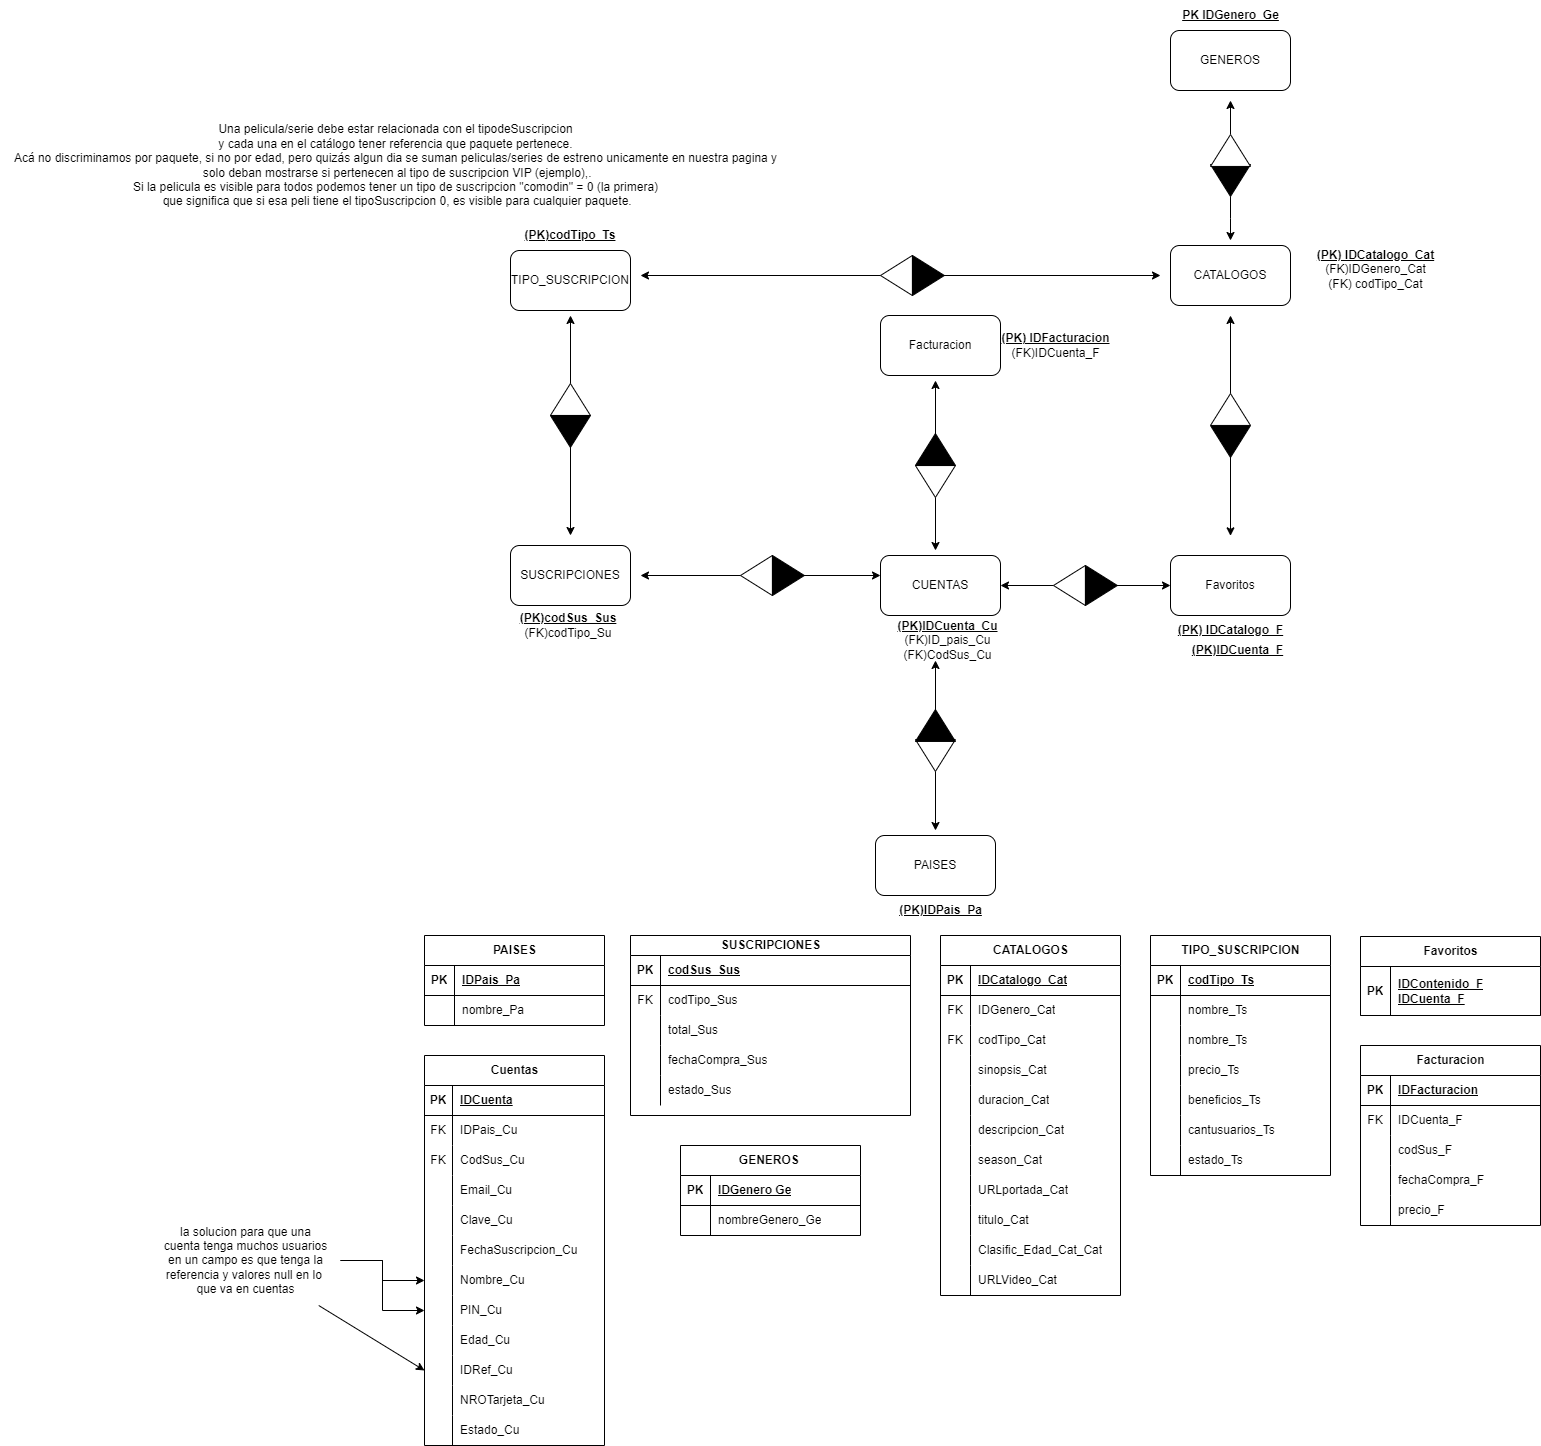 PK IDGenero_Ge
GENEROS
Una pelicula/serie debe estar relacionada con el tipodeSuscripcion
y cada una en el catálogo tener referencia que paquete pertenece.
Acá no discriminamos por paquete, si no por edad, pero quizás algun dia se suman peliculas/series de estreno unicamente en nuestra pagina y
solo deban mostrarse si pertenecen al tipo de suscripcion VIP (ejemplo),.
Si la pelicula es visible para todos podemos tener un tipo de suscripcion "comodin" = 0 (la primera)
que significa que si esa peli tiene el tipoSuscripcion 0, es visible para cualquier paquete.
(PK)codTipo_Ts
TIPO_SUSCRIPCION
CATALOGOS
(PK) IDCatalogo_Cat
(FK)IDGenero_Cat
(FK) codTipo_Cat
Facturacion
(PK) IDFacturacion
(FK)IDCuenta_F
SUSCRIPCIONES
(PK)codSus_Sus
(FK)codTipo_Su
CUENTAS
(PK)IDCuenta_Cu
(FK)ID_pais_Cu
(FK)CodSus_Cu
Favoritos
(PK) IDCatalogo_F
(PK)IDCuenta_F
PAISES
(PK)IDPais_Pa
PAISES
PK IDPais_Pa
nombre_Pa
SUSCRIPCIONES
PK codSus_Sus
FK codTipo_Sus
total_Sus
fechaCompra_Sus
estado_Sus
CATALOGOS
PK IDCatalogo_Cat
FK IDGenero_Cat
FK codTipo_Cat
sinopsis_Cat
duracion_Cat
descripcion_Cat
season_Cat
URLportada_Cat
titulo_Cat
Clasific_Edad_Cat_Cat
URLVideo_Cat
TIPO_SUSCRIPCION
PK codTipo_Ts
nombre_Ts
nombre_Ts
precio_Ts
beneficios_Ts
cantusuarios_Ts
estado_Ts
Favoritos
PK IDContenido_F
IDCuenta_F
Facturacion
PK IDFacturacion
FK IDCuenta_F
codSus_F
fechaCompra_F
precio_F
Cuentas
PK IDCuenta
FK IDPais_Cu
FK CodSus_Cu
Email_Cu
Clave_Cu
FechaSuscripcion_Cu
Nombre_Cu
PIN_Cu
Edad_Cu
IDRef_Cu
NROTarjeta_Cu
Estado_Cu
GENEROS
PK IDGenero Ge
nombreGenero_Ge
la solucion para que una
cuenta tenga muchos usuarios
en un campo es que tenga la
referencia y valores null en lo
que va en cuentas